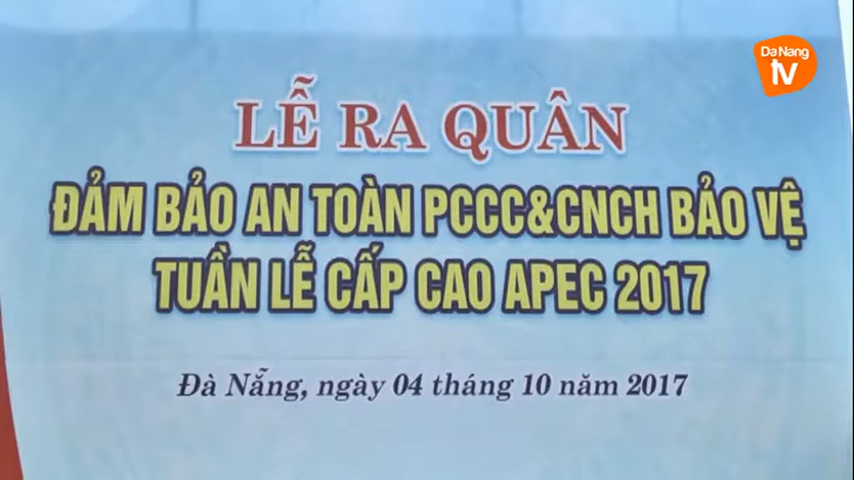 Da Nang
tv
LỄ RA QUÂN
ĐẢM BẢO AN TOÀN PCCC&CNCH BẢO VỆ
TUẦN LỄ CẤP CAO APEC 2017
Đà Nẵng, ngày 04 tháng 10 năm 2017